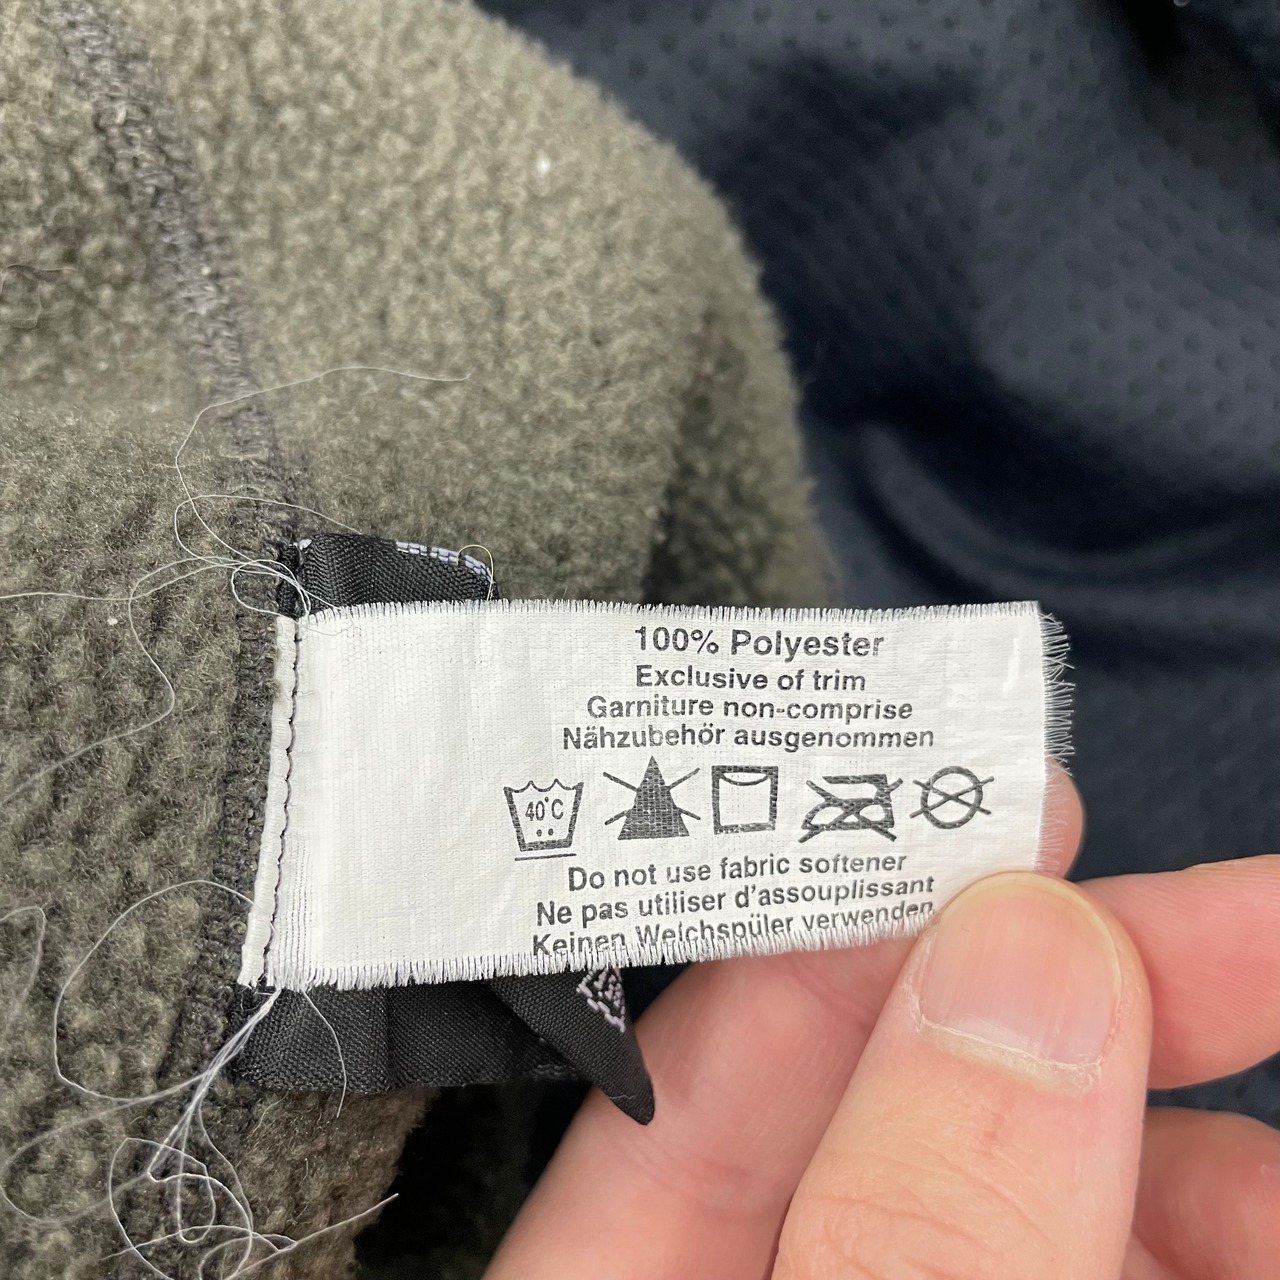 100% Polyester
Exclusive of trim
Garniture non-comprise
Nähzubehör ausgenommen
40°C
Do not use fabric softener
Ne pas utiliser d'assouplissant
Keinen Weichspüler verwenden